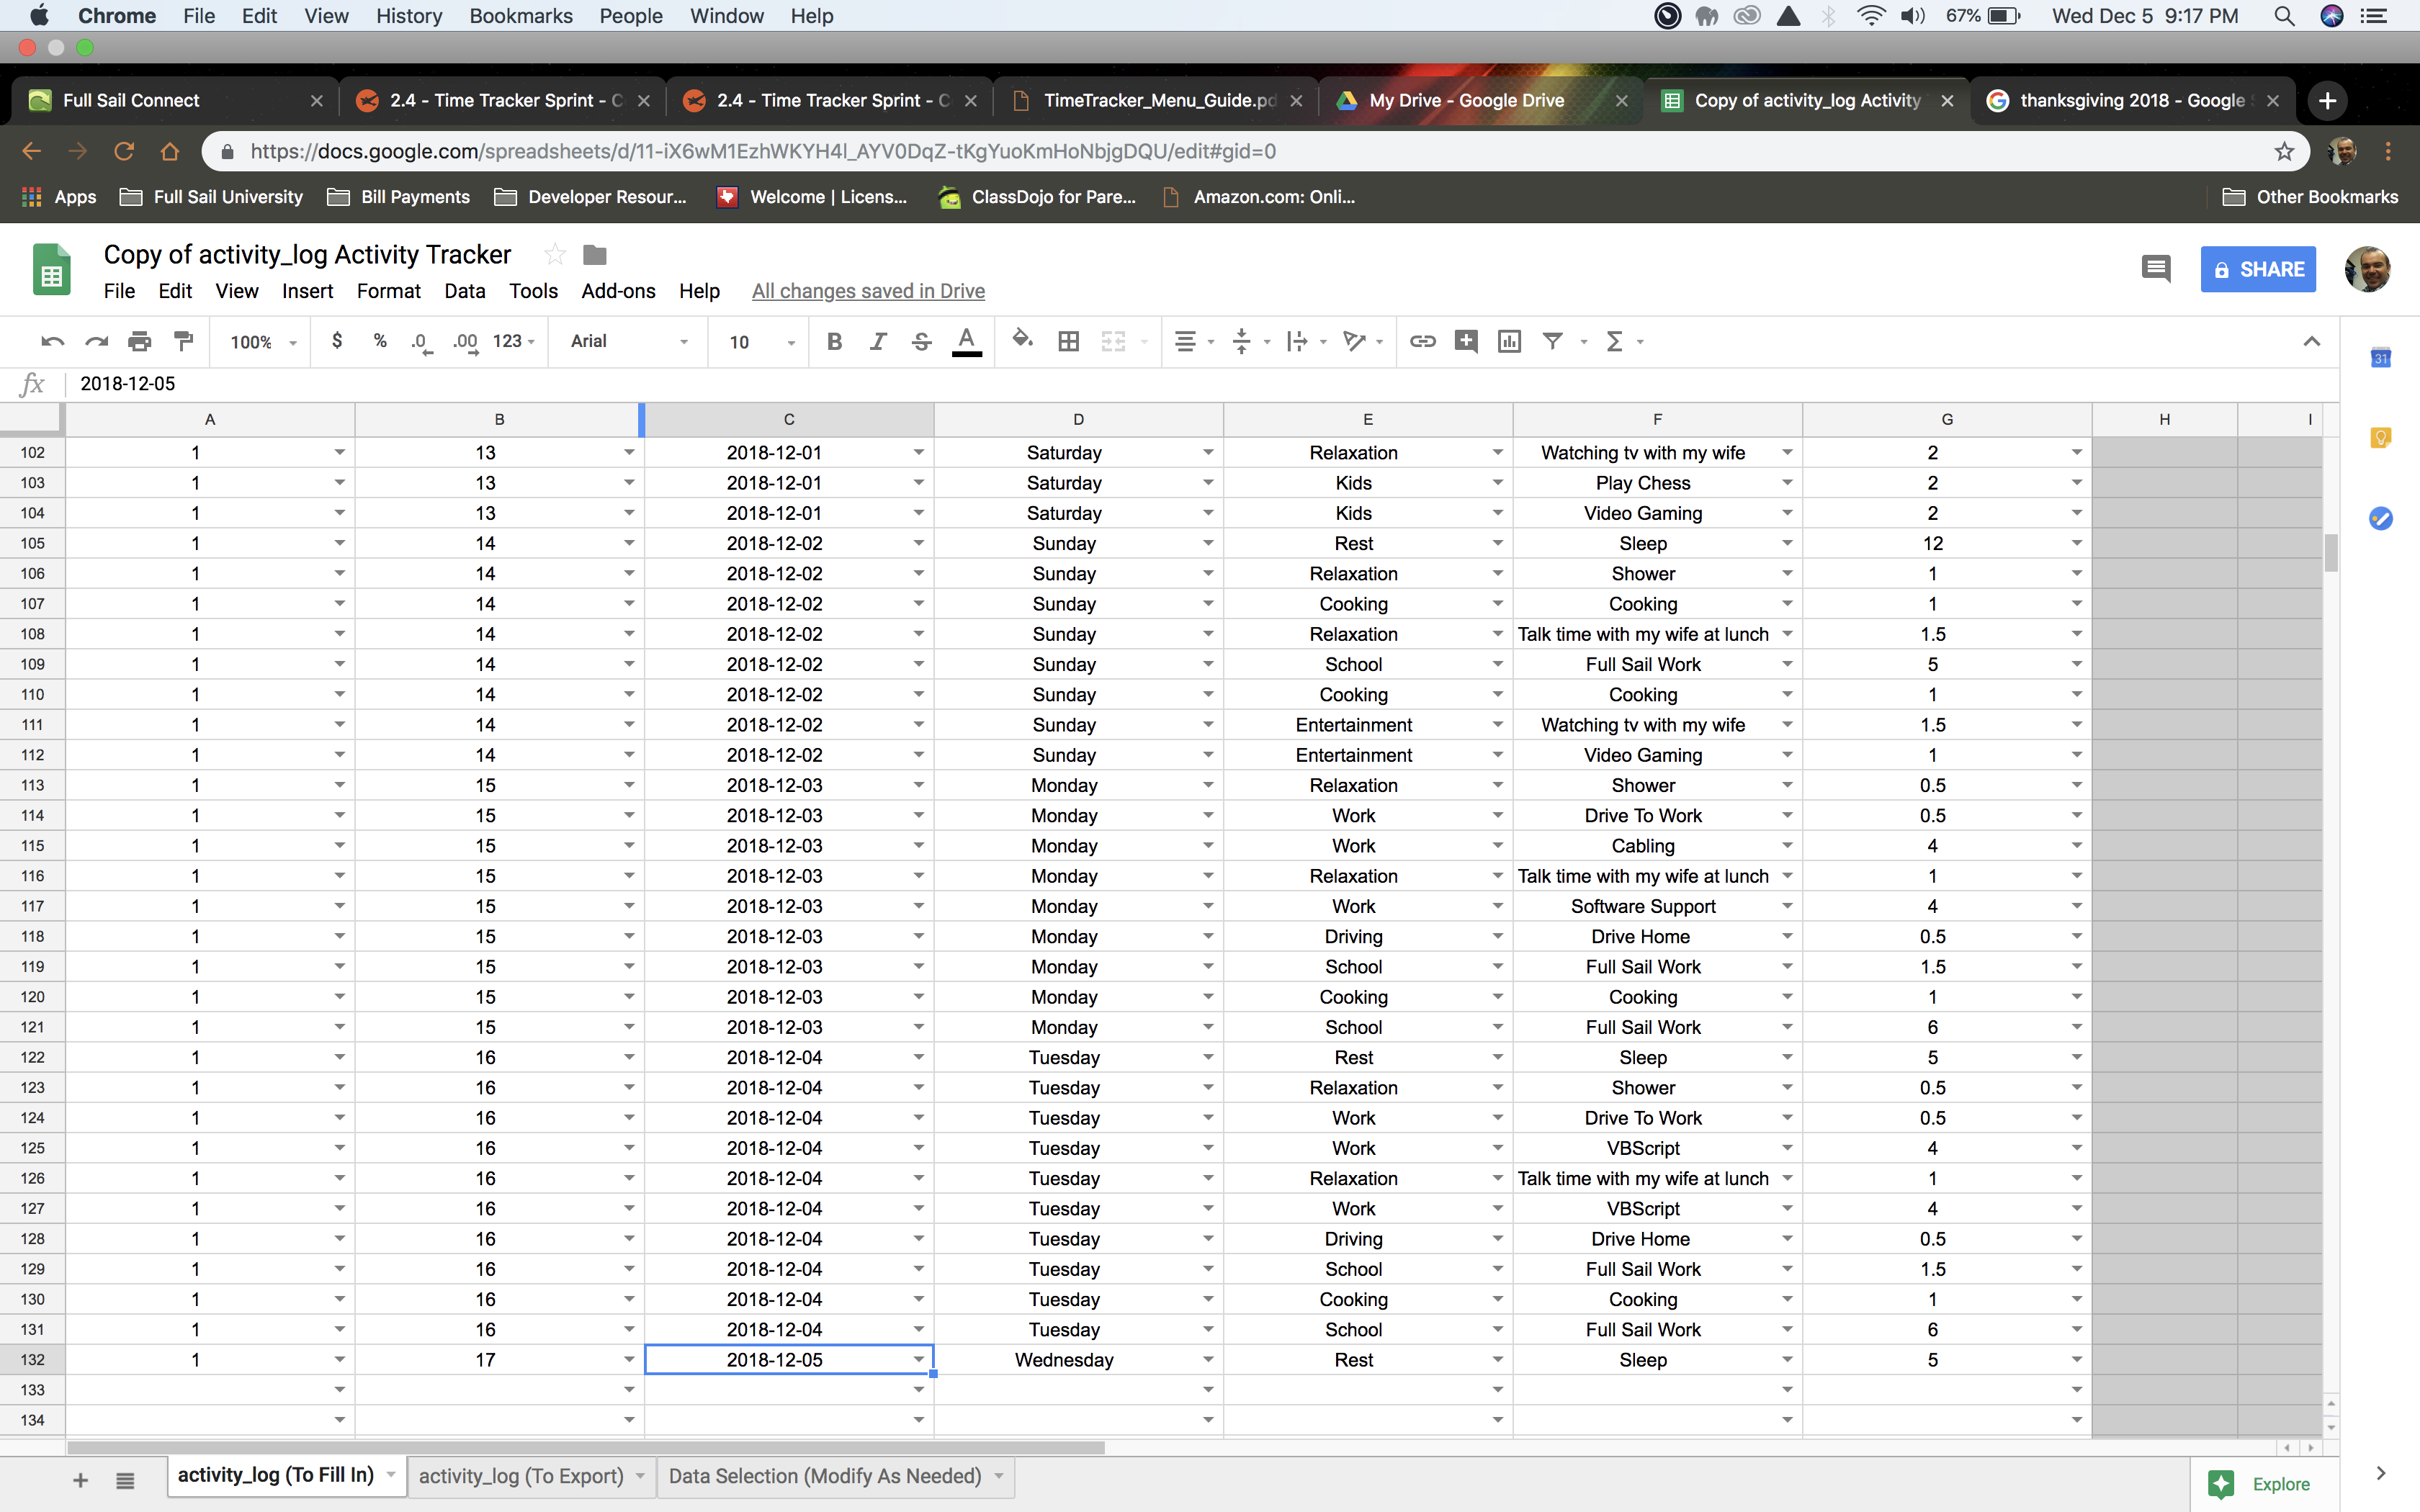 Chrome File Edit View History Bookmarks People Window Help 67% Wed Dec 5 9:17 PM
Full Sail Connect 2.4 - Time Tracker Sprint - C 2.4 - Time Tracker Sprint - C TimeTracker_Menu_Guide.pd My Drive - Google Drive Copy of activity_log Activity thanksgiving 2018 - Google
https://docs.google.com/spreadsheets/d/11-iX6wM1EzhWKYH4l_AYV0DqZ-tKgYuoKmHoNbjgDQU/edit#gid=0
Apps Full Sail University Bill Payments Developer Resour... Welcome | Licens... ClassDojo for Pare... Amazon.com: Onli... Other Bookmarks
Copy of activity_log Activity Tracker
SHARE
File Edit View Insert Format Data Tools Add-ons Help All changes saved in Drive
100% $ % .0 .00 123 Arial 10 B I S A Σ
31
fx 2018-12-05
A B C D E F G H I
102 1 13 2018-12-01 Saturday Relaxation Watching tv with my wife 2
103 1 13 2018-12-01 Saturday Kids Play Chess 2
104 1 13 2018-12-01 Saturday Kids Video Gaming 2
105 1 14 2018-12-02 Sunday Rest Sleep 12
106 1 14 2018-12-02 Sunday Relaxation Shower 1
107 1 14 2018-12-02 Sunday Cooking Cooking 1
108 1 14 2018-12-02 Sunday Relaxation Talk time with my wife at lunch 1.5
109 1 14 2018-12-02 Sunday School Full Sail Work 5
110 1 14 2018-12-02 Sunday Cooking Cooking 1
111 1 14 2018-12-02 Sunday Entertainment Watching tv with my wife 1.5
112 1 14 2018-12-02 Sunday Entertainment Video Gaming 1
113 1 15 2018-12-03 Monday Relaxation Shower 0.5
114 1 15 2018-12-03 Monday Work Drive To Work 0.5
115 1 15 2018-12-03 Monday Work Cabling 4
116 1 15 2018-12-03 Monday Relaxation Talk time with my wife at lunch 1
117 1 15 2018-12-03 Monday Work Software Support 4
118 1 15 2018-12-03 Monday Driving Drive Home 0.5
119 1 15 2018-12-03 Monday School Full Sail Work 1.5
120 1 15 2018-12-03 Monday Cooking Cooking 1
121 1 15 2018-12-03 Monday School Full Sail Work 6
122 1 16 2018-12-04 Tuesday Rest Sleep 5
123 1 16 2018-12-04 Tuesday Relaxation Shower 0.5
124 1 16 2018-12-04 Tuesday Work Drive To Work 0.5
125 1 16 2018-12-04 Tuesday Work VBScript 4
126 1 16 2018-12-04 Tuesday Relaxation Talk time with my wife at lunch 1
127 1 16 2018-12-04 Tuesday Work VBScript 4
128 1 16 2018-12-04 Tuesday Driving Drive Home 0.5
129 1 16 2018-12-04 Tuesday School Full Sail Work 1.5
130 1 16 2018-12-04 Tuesday Cooking Cooking 1
131 1 16 2018-12-04 Tuesday School Full Sail Work 6
132 1 17 2018-12-05 Wednesday Rest Sleep 5
133
134
activity_log (To Fill In) activity_log (To Export) Data Selection (Modify As Needed) Explore